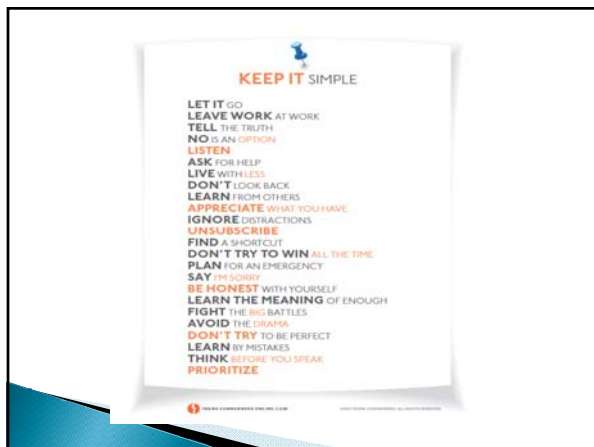 KEEP IT SIMPLE
LET IT GO
LEAVE WORK AT WORK
TELL THE TRUTH
NO IS AN OPTION
LISTEN
ASK FOR HELP
LIVE WITH LESS
DON'T LOOK BACK
LEARN FROM OTHERS
APPRECIATE WHAT YOU HAVE
IGNORE DISTRACTIONS
UNSUBSCRIBE
FIND A SHORTCUT
DON'T TRY TO WIN ALL THE TIME
PLAN FOR AN EMERGENCY
SAY I'M SORRY
BE HONEST WITH YOURSELF
LEARN THE MEANING OF ENOUGH
FIGHT THE BIG BATTLES
AVOID THE DRAMA
DON'T TRY TO BE PERFECT
LEARN BY MISTAKES
THINK BEFORE YOU SPEAK
PRIORITIZE